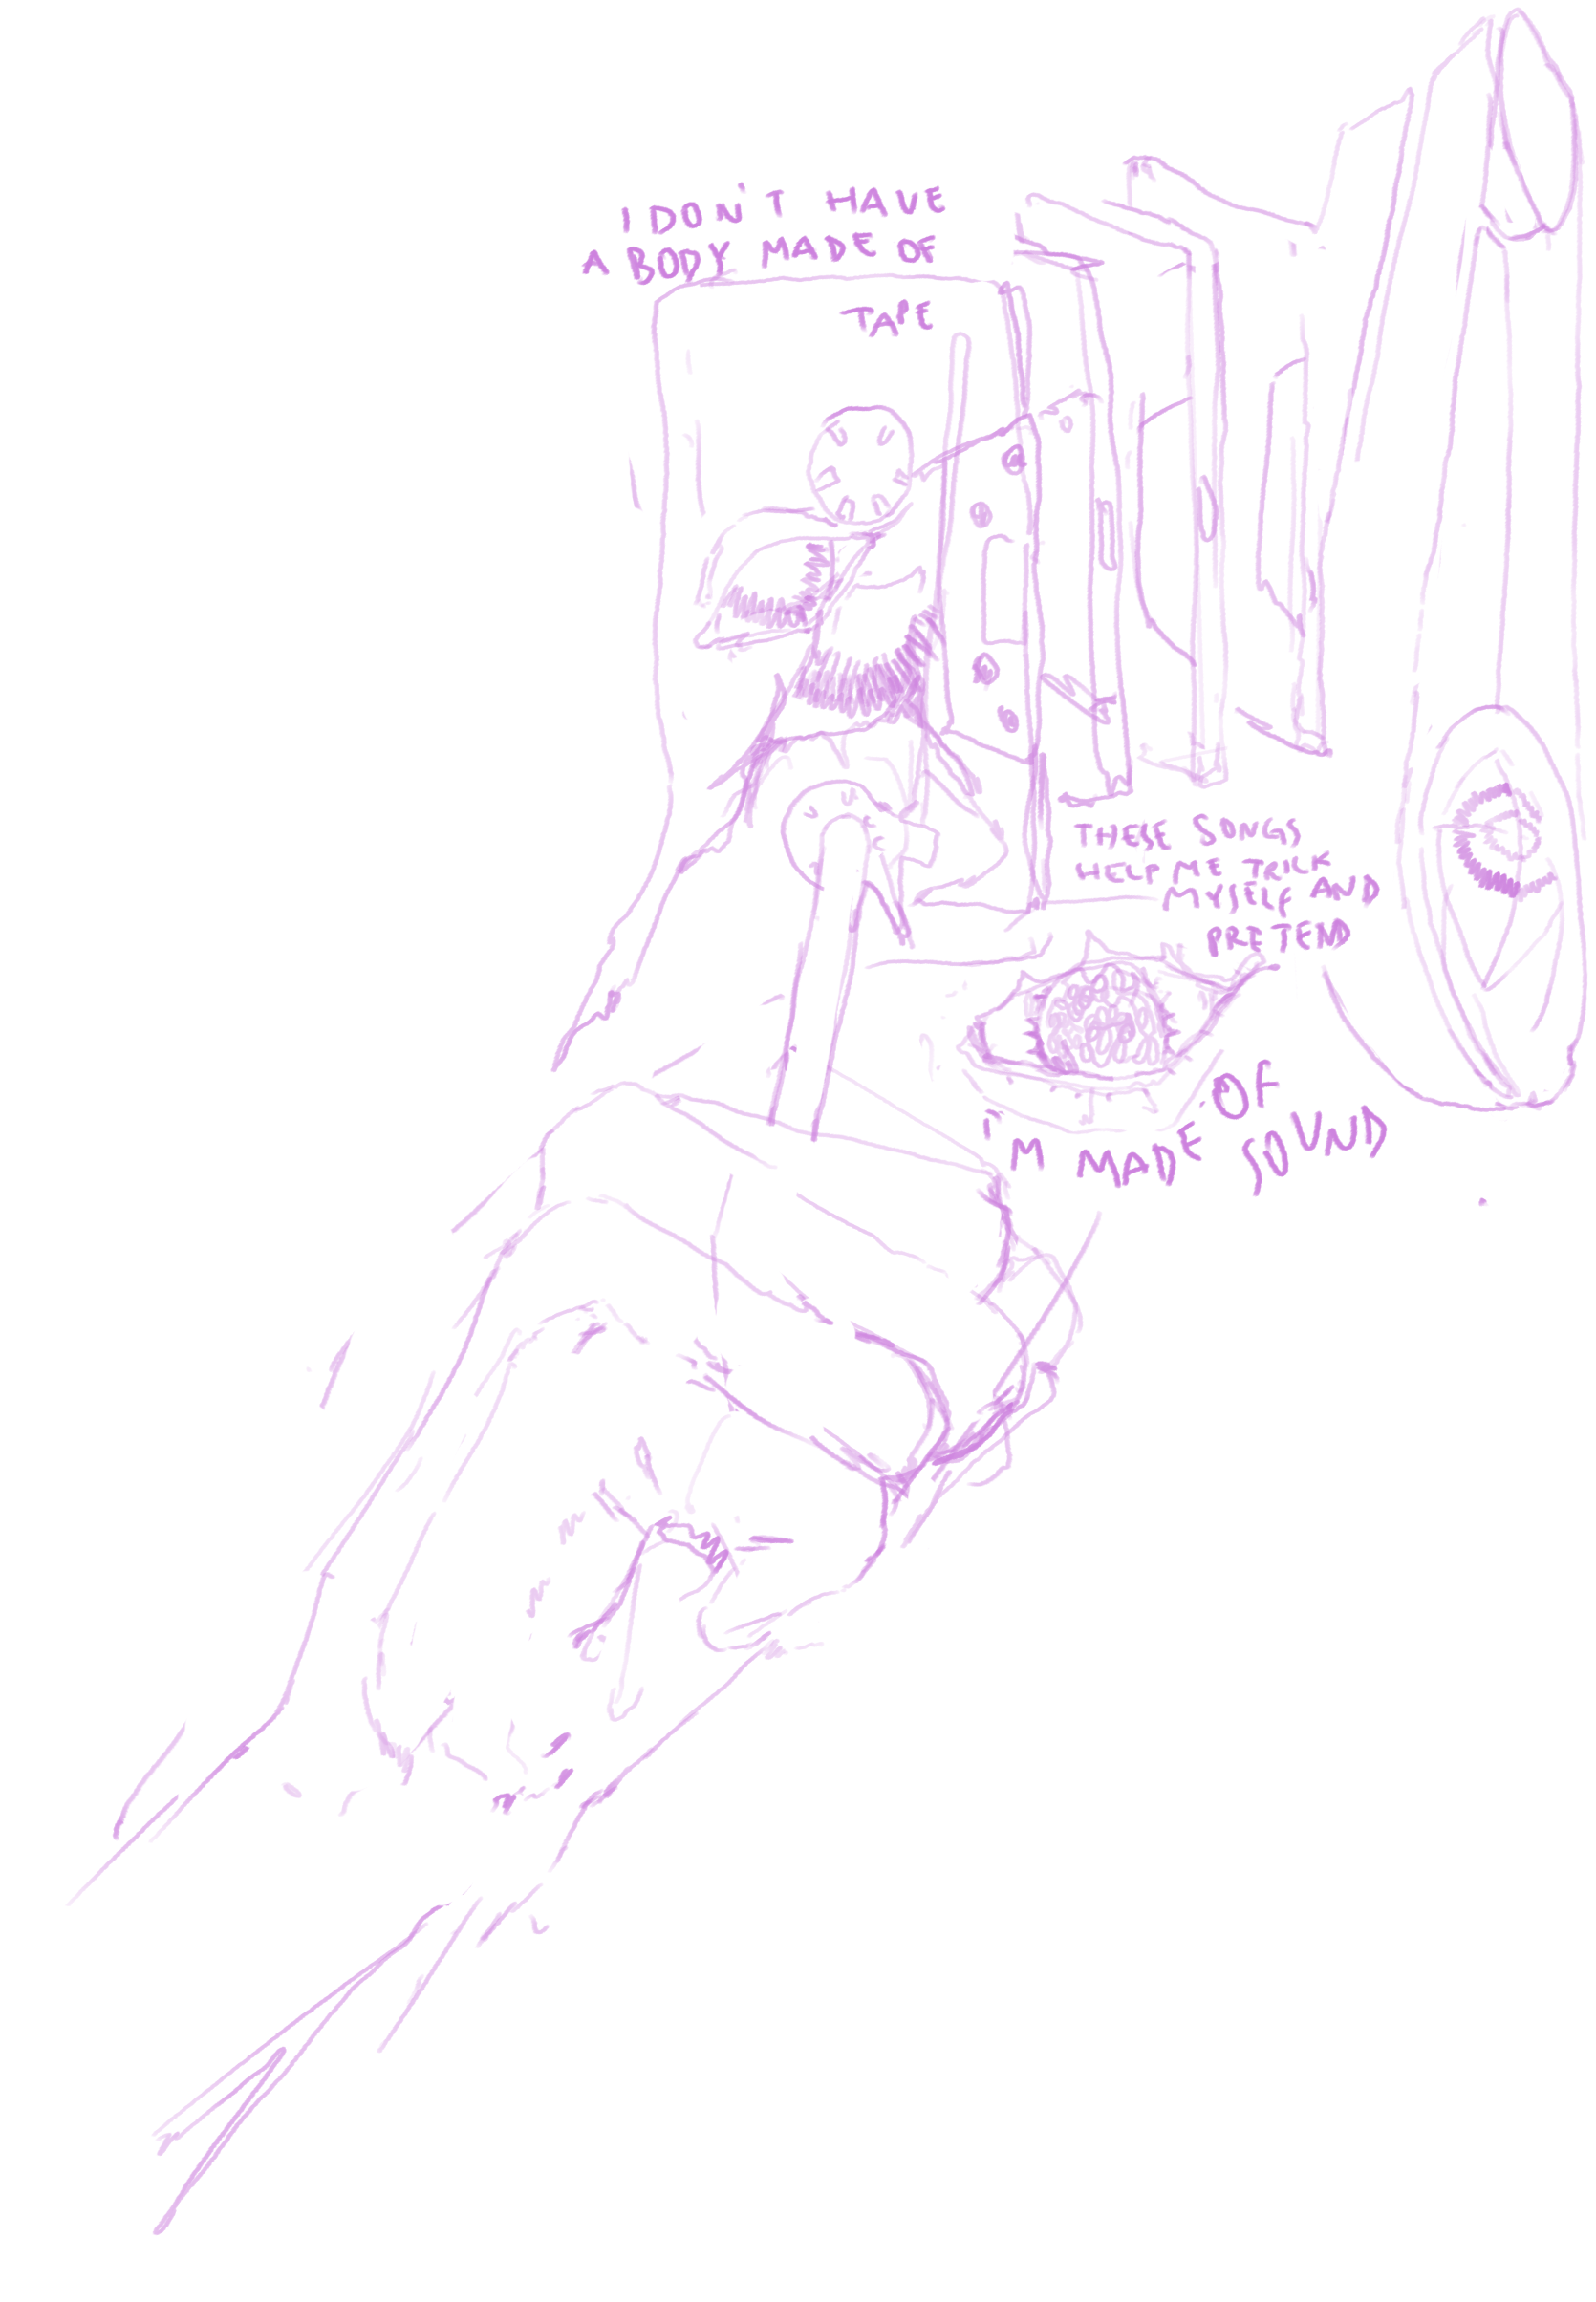 I DON'T HAVE
A BODY MADE OF
TAPE
THESE SONGS
HELP ME TRICK
MYSELF AND
PRETEND
I'M MADE OF
SOUND